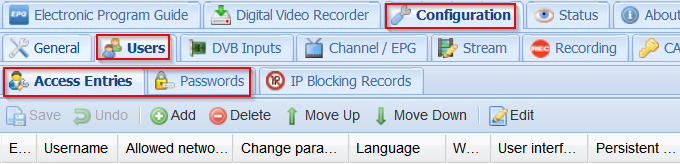 EPG Electronic Program Guide Digital Video Recorder Configuration Status About
General Users DVB Inputs Channel / EPG Stream REC Recording CA
Access Entries Passwords IP Blocking Records
Save Undo Add Delete Move Up Move Down Edit
E... Username Allowed netwo... Change para... Language W... User interf... Persistent